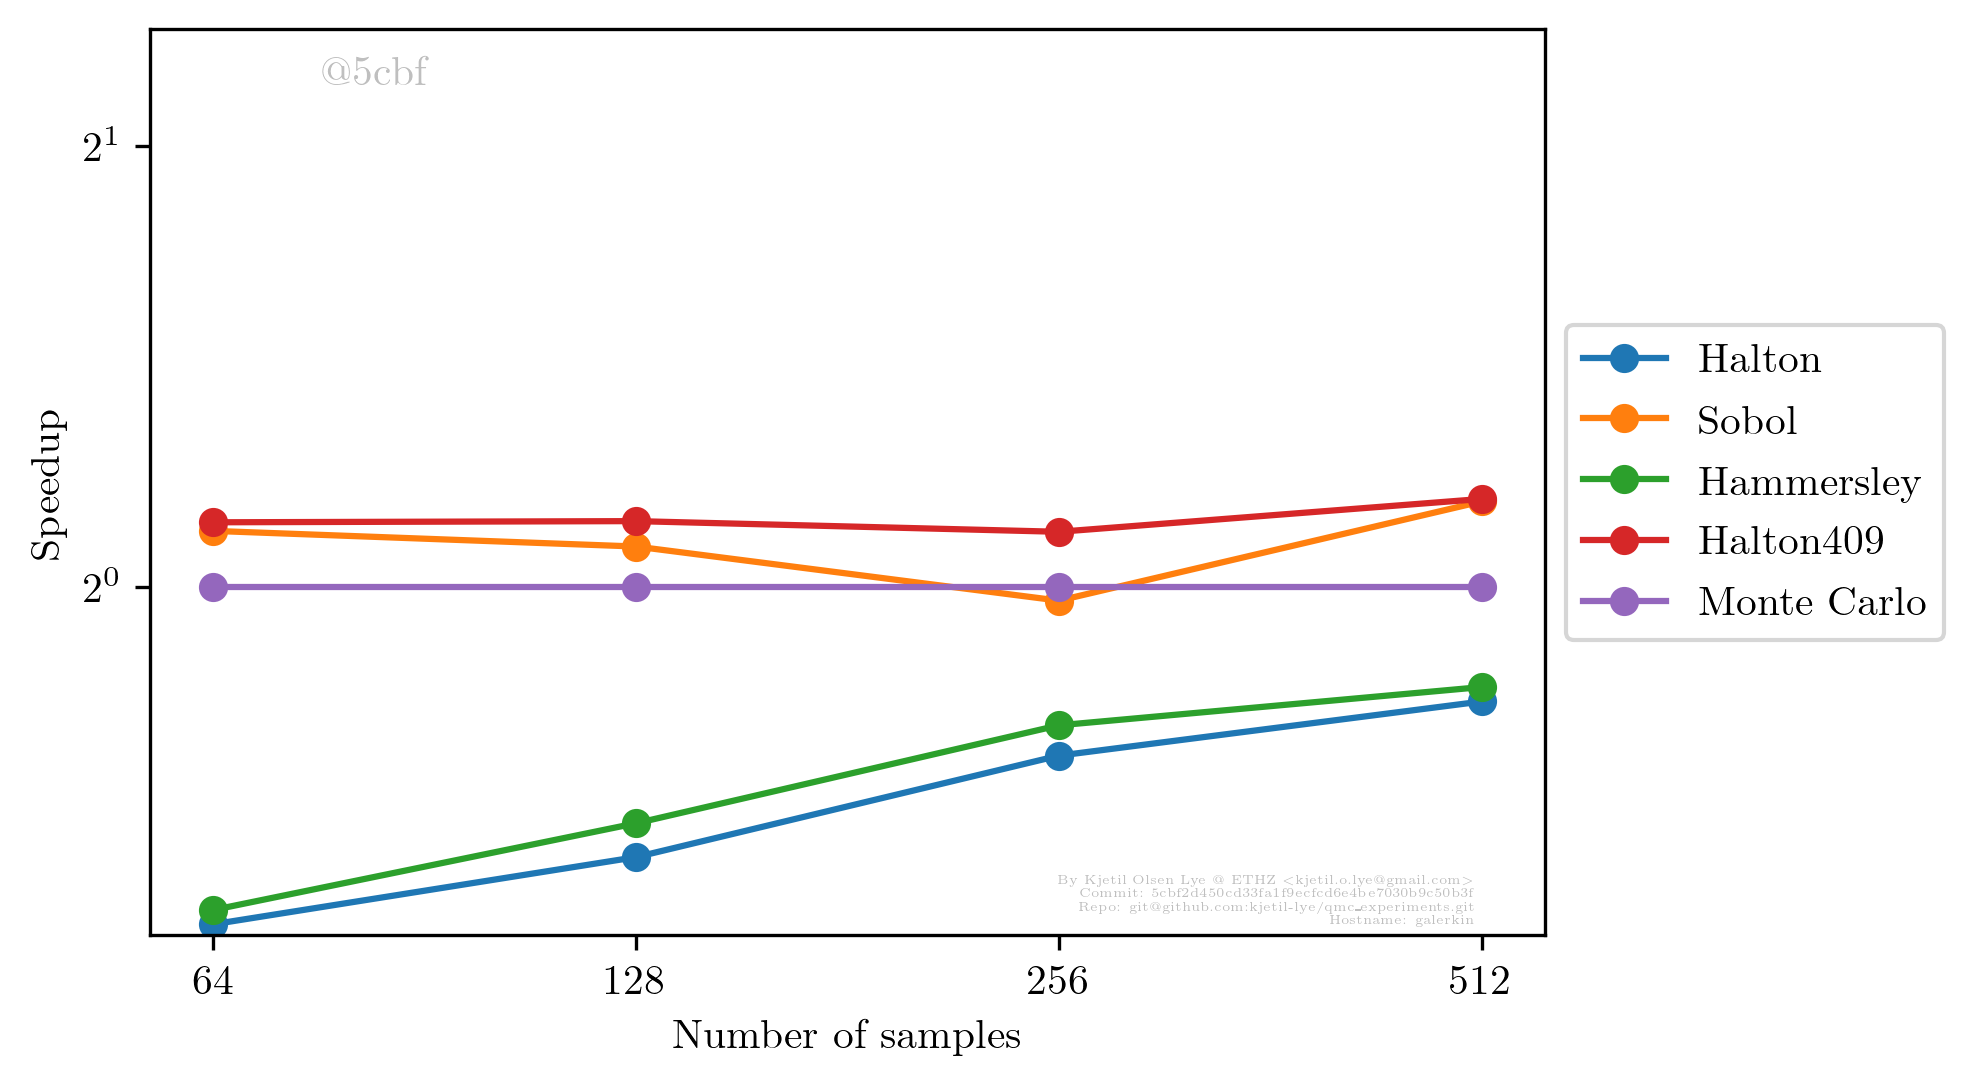 @5cbf
2^1
2^0
Speedup
Halton
Sobol
Hammersley
Halton409
Monte Carlo
By Kjetil Olsen Lye @ ETHZ <kjetil.o.lye@gmail.com>
Commit: 5cbf2d450cd33fa1f9ecfcd6e4be7030b9c50b3f
Repo: git@github.com:kjetil-lye/qmc_experiments.git
Hostname: galerkin
64 128 256 512
Number of samples